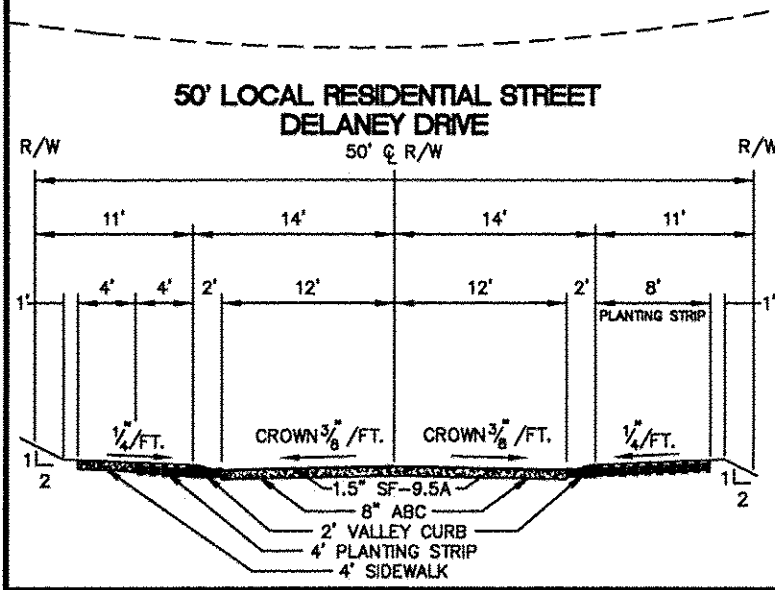 50' LOCAL RESIDENTIAL STREET
DELANEY DRIVE
R/W 50' ℄ R/W R/W
11' 14' 14' 11'
1' 4' 4' 2' 12' 12' 2' 8' 1'
PLANTING STRIP
1/4"/FT. CROWN 3/8"/FT. CROWN 3/8"/FT. 1/4"/FT.
1 2 1 2
1.5" SF-9.5A
8" ABC
2' VALLEY CURB
4' PLANTING STRIP
4' SIDEWALK